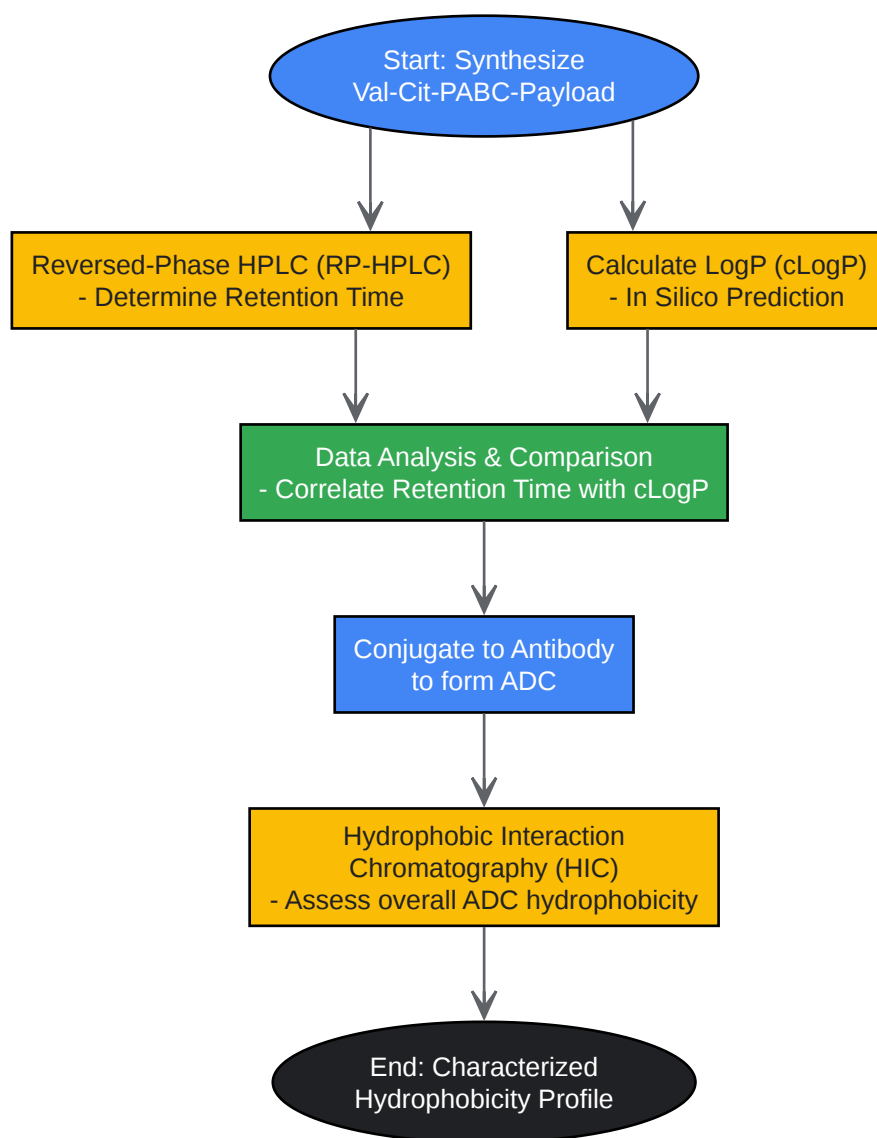 Start: Synthesize
Val-Cit-PABC-Payload
Reversed-Phase HPLC (RP-HPLC)
- Determine Retention Time
Calculate LogP (cLogP)
- In Silico Prediction
Data Analysis & Comparison
- Correlate Retention Time with cLogP
Conjugate to Antibody
to form ADC
Hydrophobic Interaction
Chromatography (HIC)
- Assess overall ADC hydrophobicity
End: Characterized
Hydrophobicity Profile